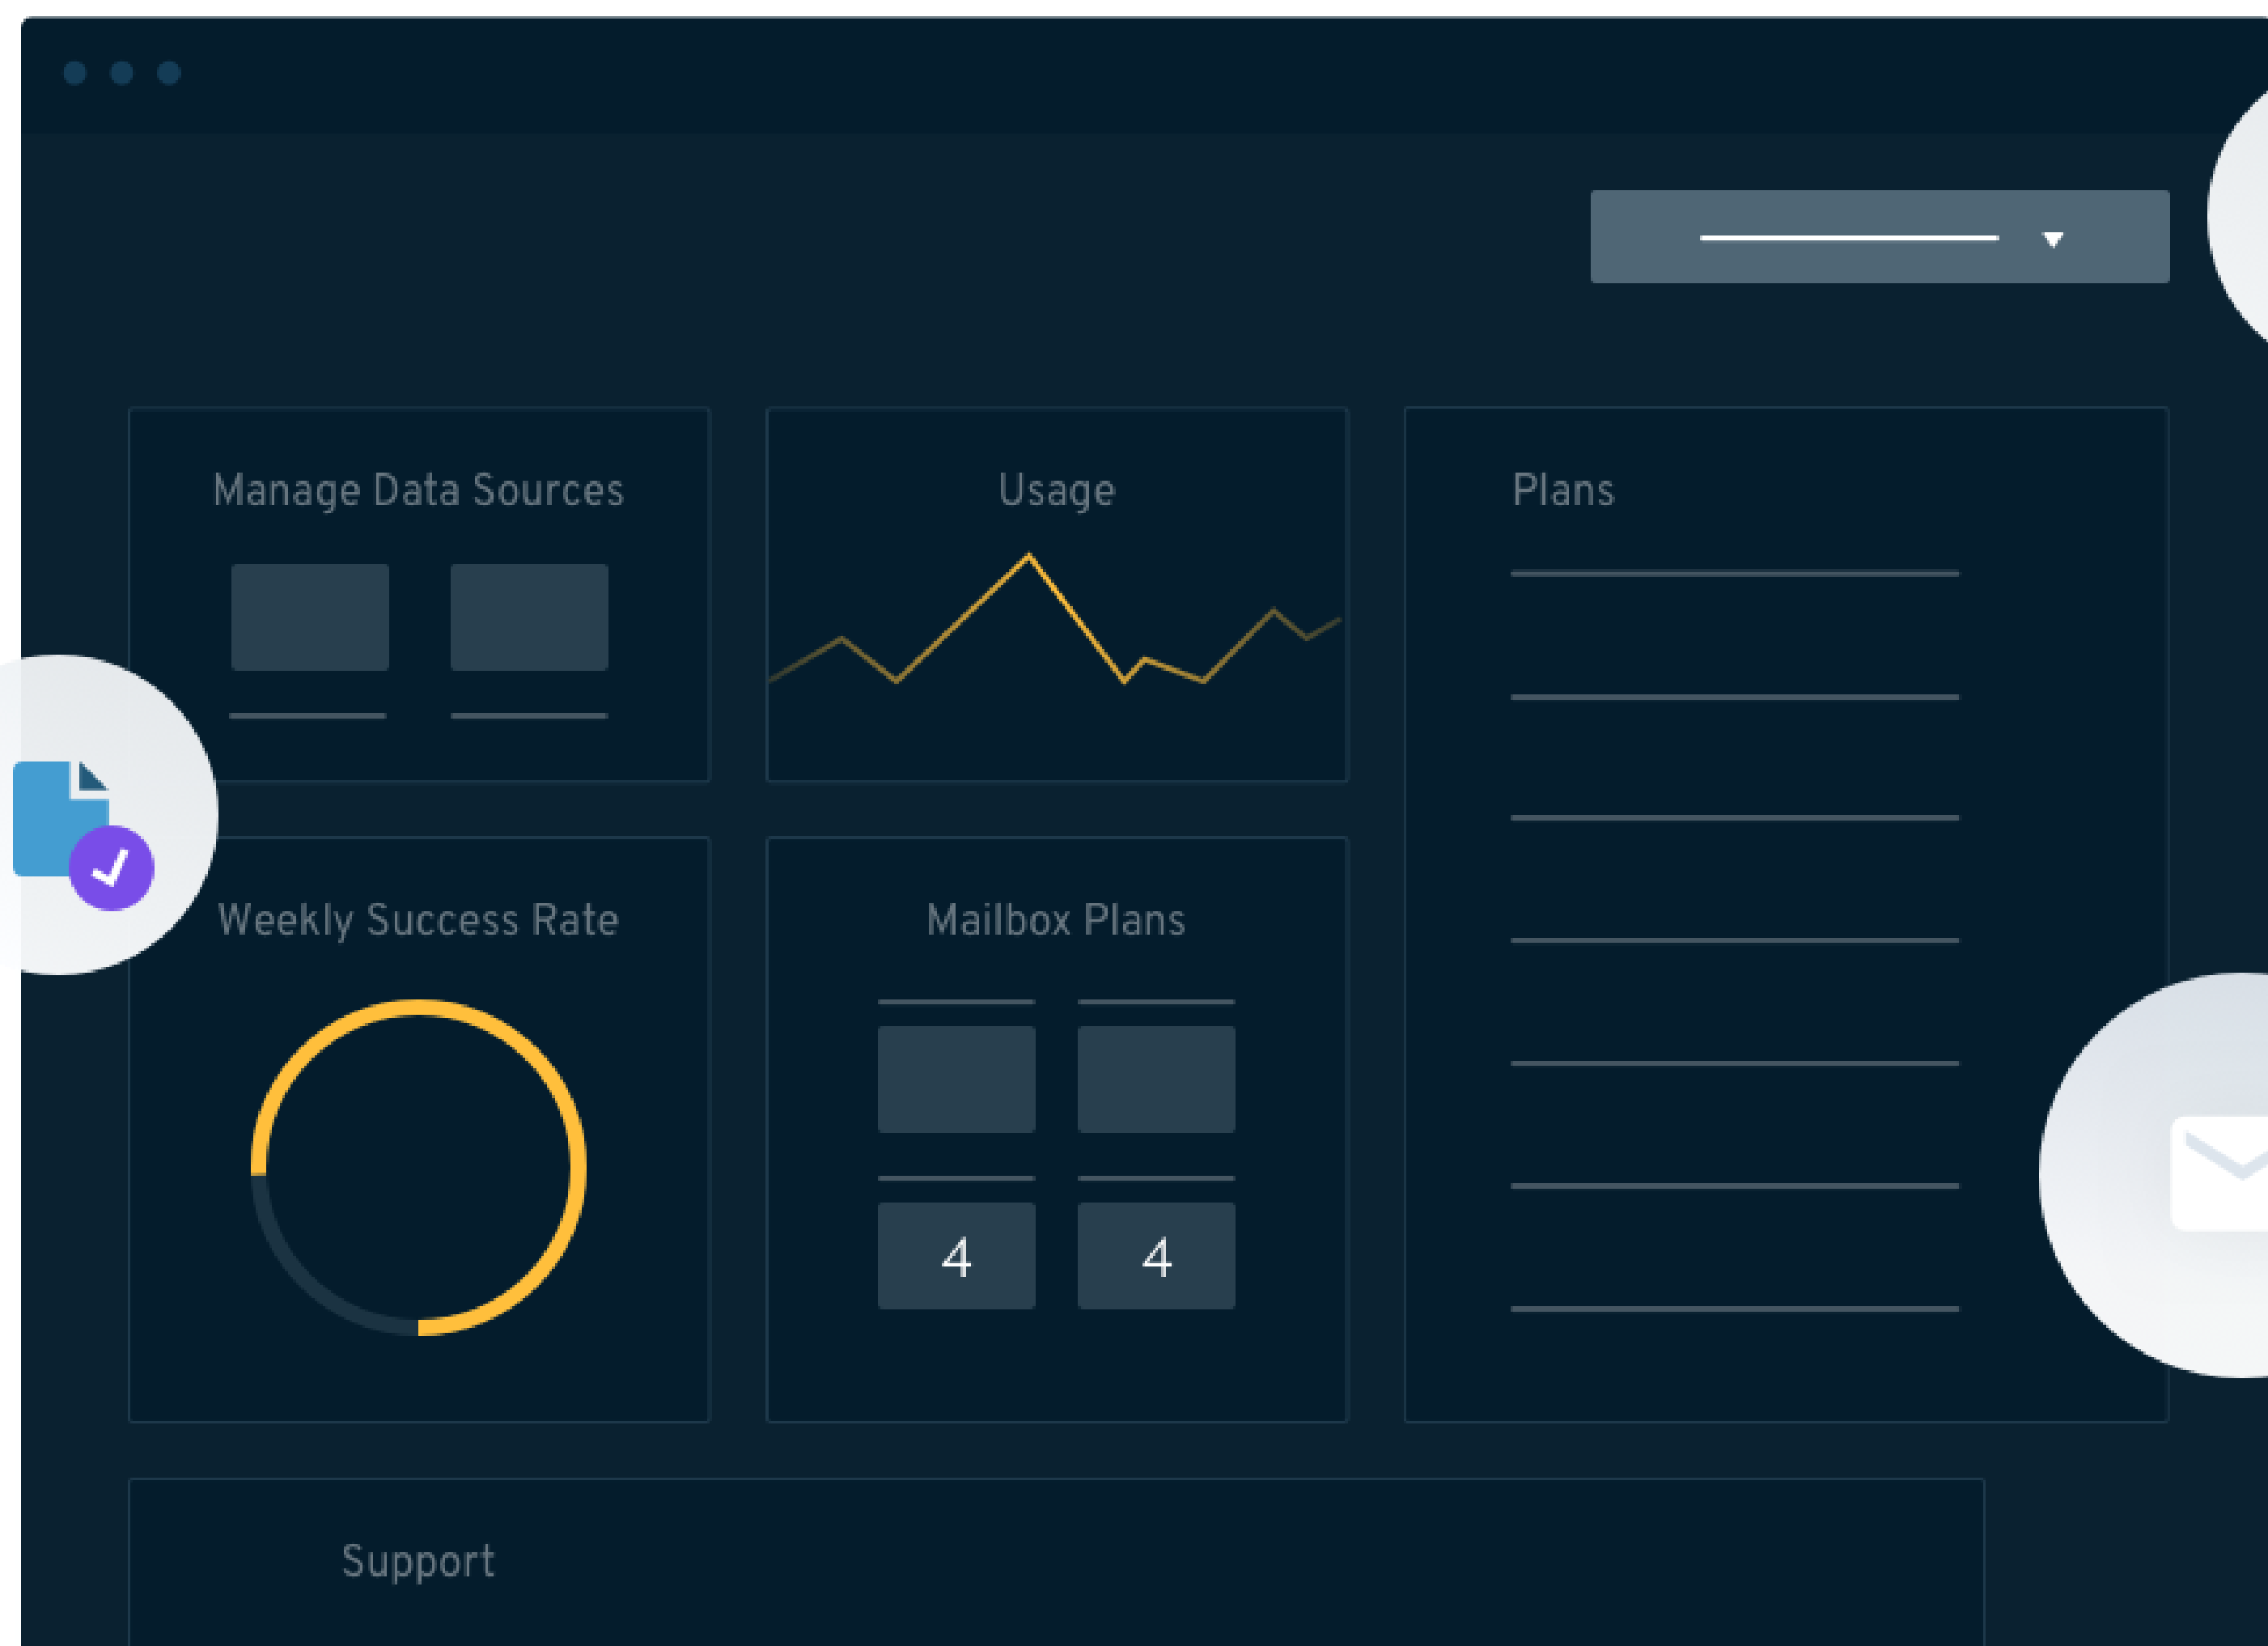 Manage Data Sources
Usage
Plans
Weekly Success Rate
Mailbox Plans
4
4
Support